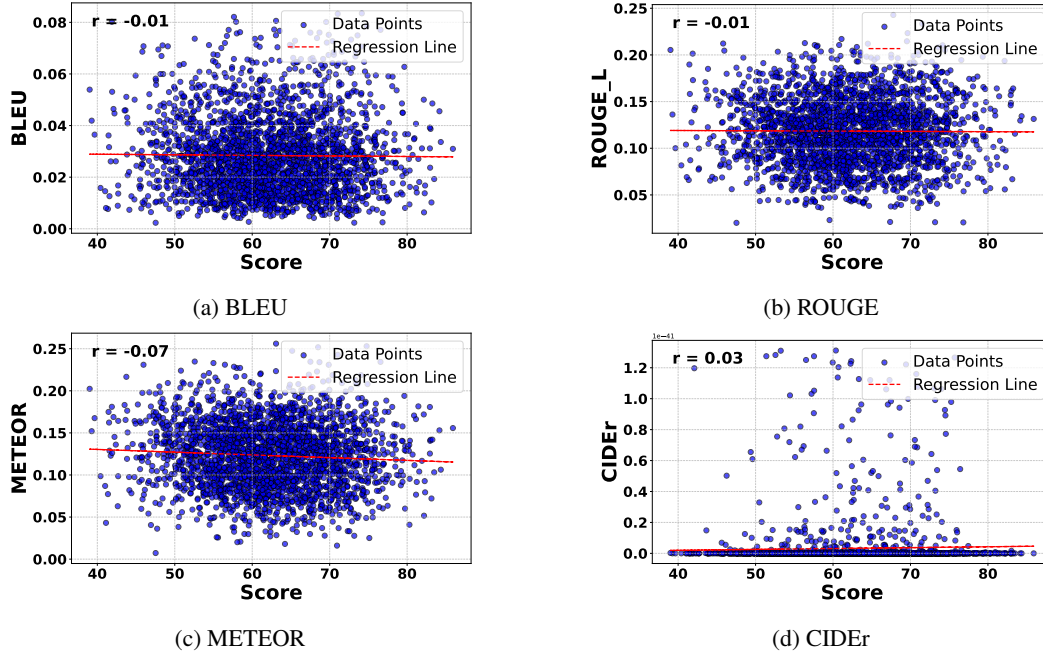 r = -0.01
Data Points
Regression Line
0.08
0.06
0.04
0.02
0.00
BLEU
40 50 60 70 80
Score
(a) BLEU
r = -0.01
Data Points
Regression Line
0.25
0.20
0.15
0.10
0.05
ROUGE_L
40 50 60 70 80
Score
(b) ROUGE
r = -0.07
Data Points
Regression Line
0.25
0.20
0.15
0.10
0.05
0.00
METEOR
40 50 60 70 80
Score
(c) METEOR
1e−41
r = 0.03
Data Points
Regression Line
1.2
1.0
0.8
0.6
0.4
0.2
0.0
CIDEr
40 50 60 70 80
Score
(d) CIDEr